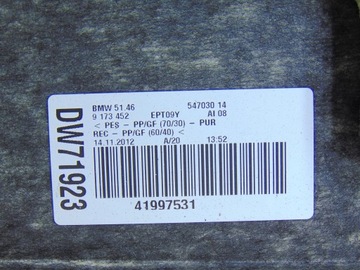 DW71923
BMW 51.46 547030 14
9 173 452 EPT09Y AI 08
< PES - PP/GF (70/30) - PUR
REC - PP/GF (60/40) <
14.11.2012 A/20 13:52
41997531